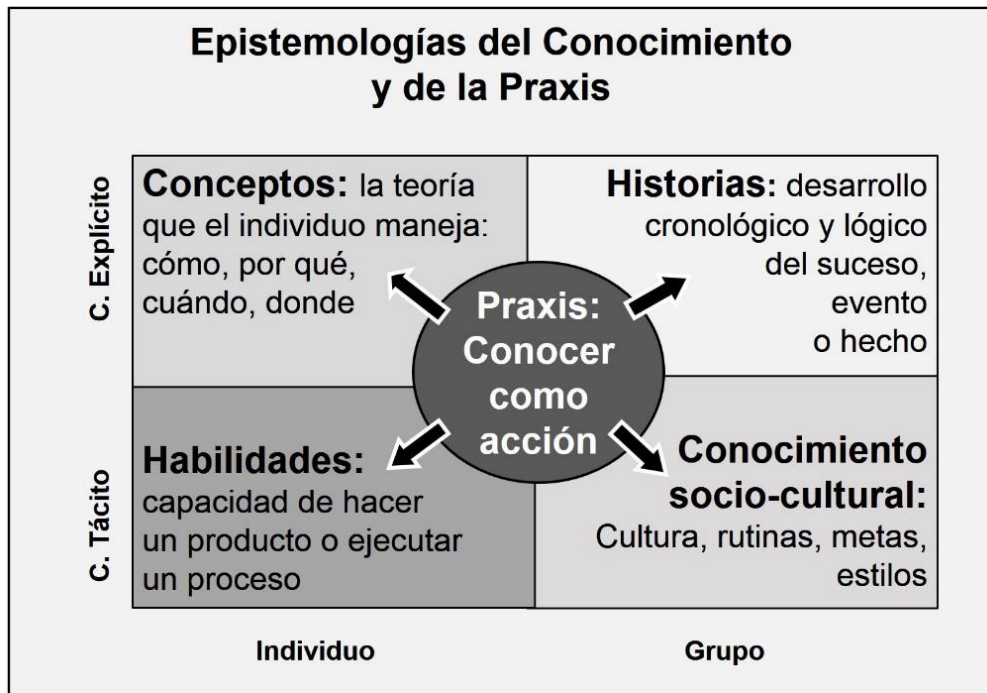 Epistemologías del Conocimiento
y de la Praxis
C. Explícito
Conceptos: la teoría
que el individuo maneja:
cómo, por qué,
cuándo, donde
Historias: desarrollo
cronológico y lógico
del suceso,
evento
o hecho
Praxis:
Conocer
como
acción
C. Tácito
Habilidades:
capacidad de hacer
un producto o ejecutar
un proceso
Conocimiento
socio-cultural:
Cultura, rutinas, metas,
estilos
Individuo
Grupo